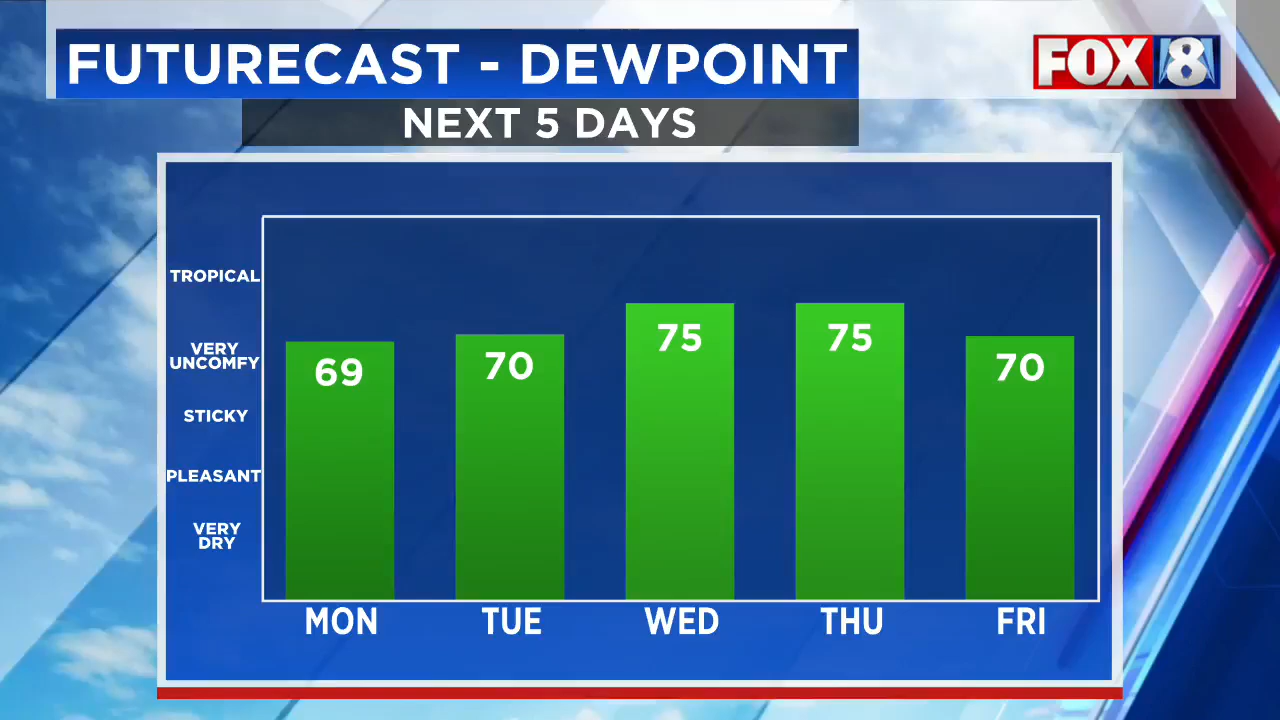 FUTURECAST - DEWPOINT
FOX 8
NEXT 5 DAYS
TROPICAL
VERY
UNCOMFY
STICKY
PLEASANT
VERY
DRY
69
70
75
75
70
MON
TUE
WED
THU
FRI